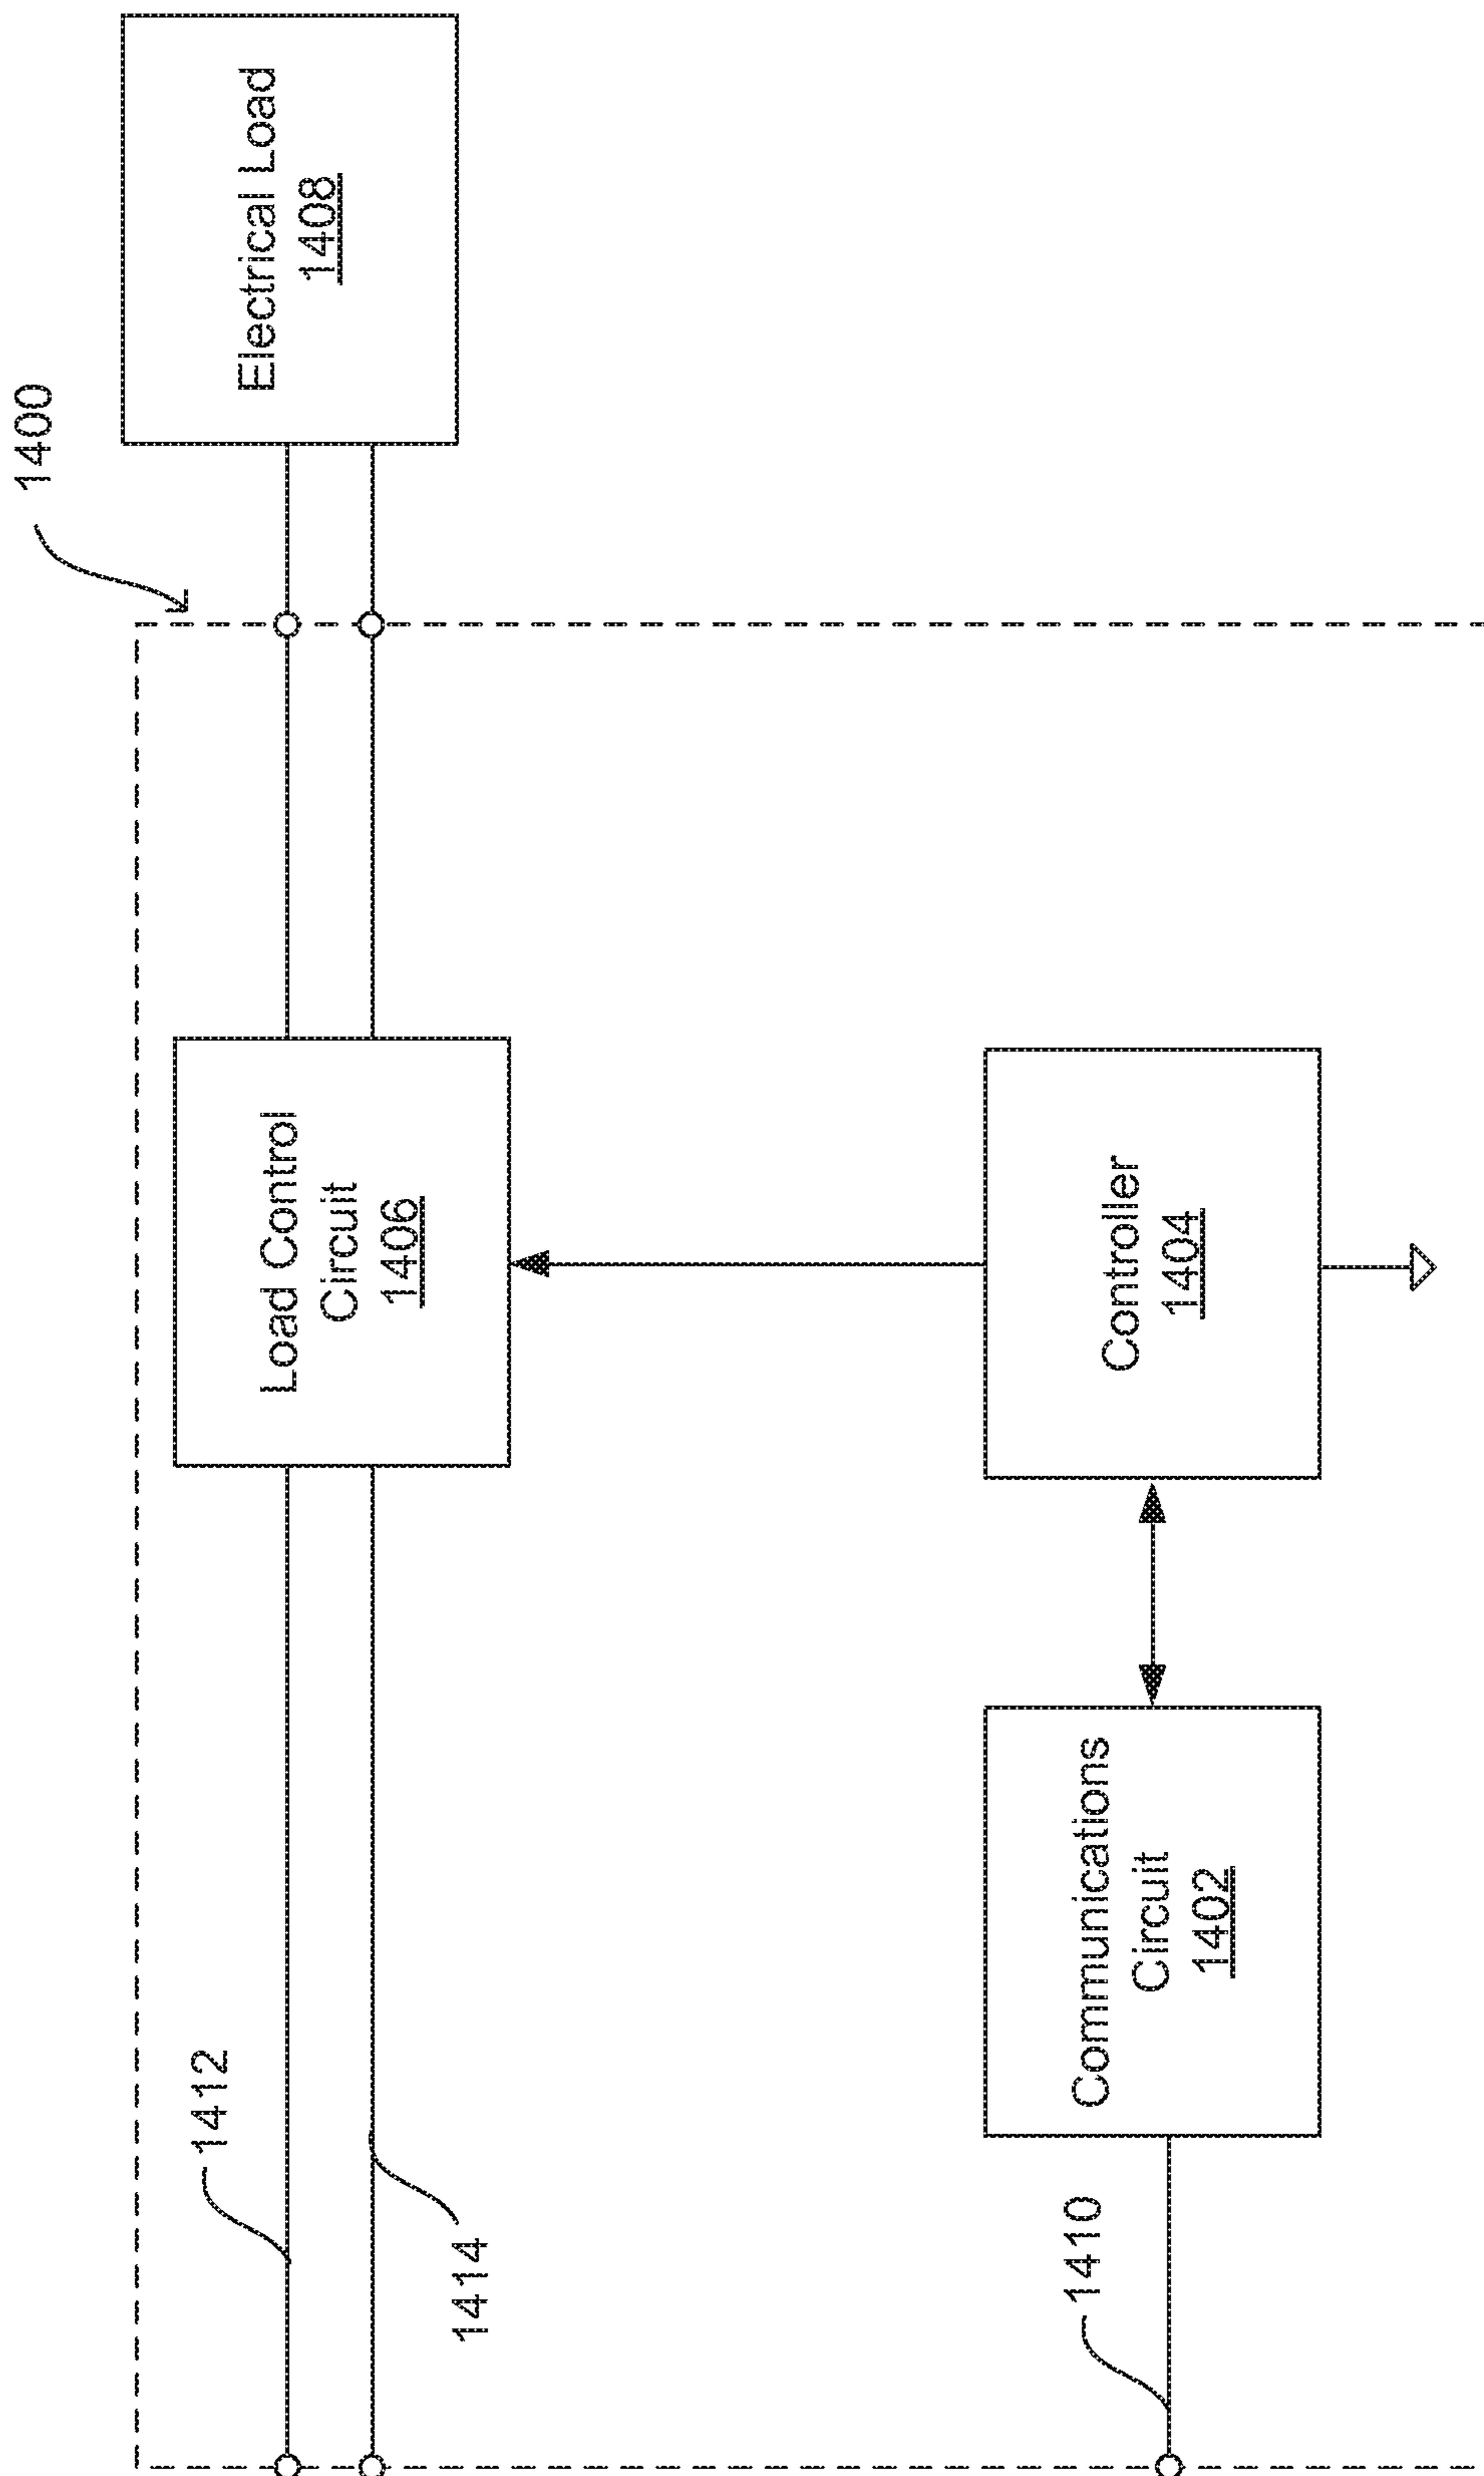 1400
Electrical Load
1408
Load Control
Circuit
1406
1412
1414
Controller
1404
Communications
Circuit
1402
1410